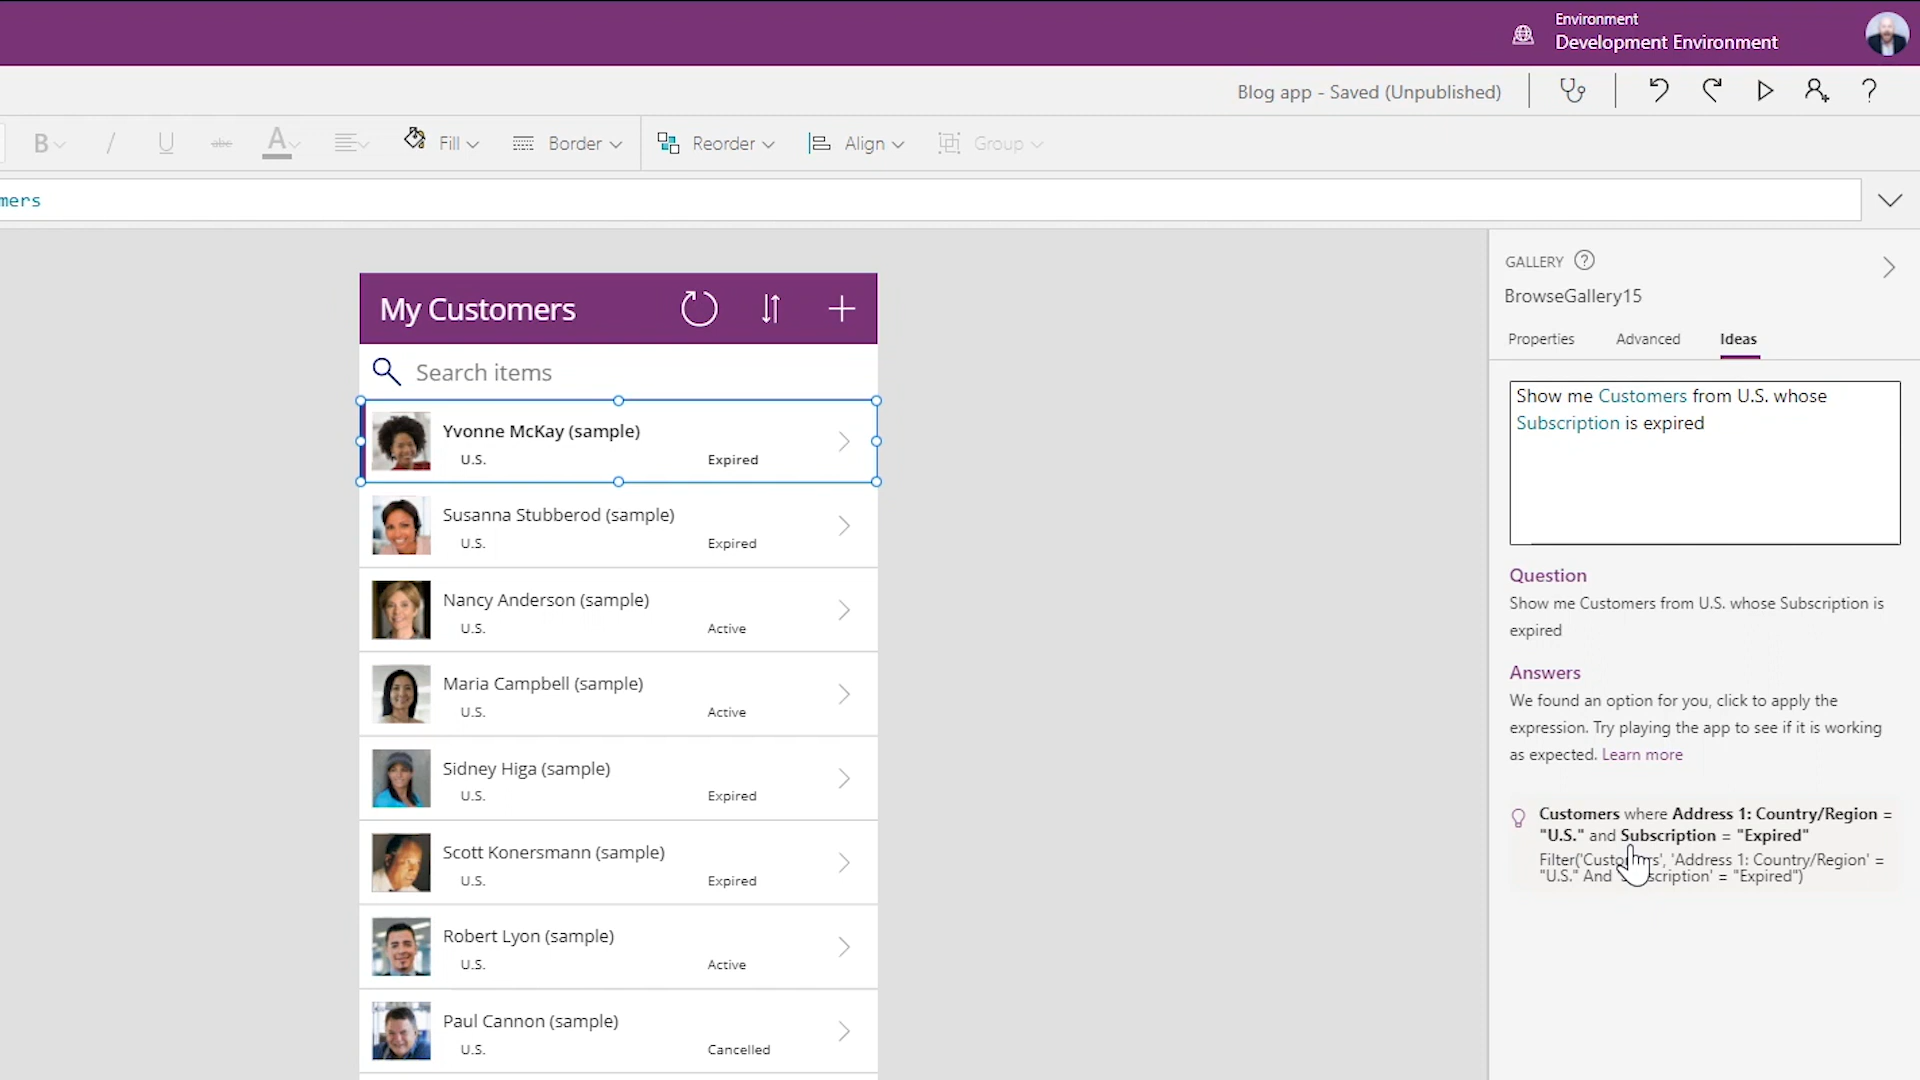 Environment
Development Environment
Blog app - Saved (Unpublished)
B
/
U
abc
A
Fill
Border
Reorder
Align
Group
mers
GALLERY
BrowseGallery15
Properties
Advanced
Ideas
My Customers
Search items
Yvonne McKay (sample)
U.S.
Expired
Susanna Stubberod (sample)
U.S.
Expired
Nancy Anderson (sample)
U.S.
Active
Maria Campbell (sample)
U.S.
Active
Sidney Higa (sample)
U.S.
Expired
Scott Konersmann (sample)
U.S.
Expired
Robert Lyon (sample)
U.S.
Active
Paul Cannon (sample)
U.S.
Cancelled
Show me Customers from U.S. whose
Subscription is expired
Question
Show me Customers from U.S. whose Subscription is
expired
Answers
We found an option for you, click to apply the
expression. Try playing the app to see if it is working
as expected. Learn more
Customers where Address 1: Country/Region =
"U.S." and Subscription = "Expired"
Filter('Customers', 'Address 1: Country/Region' =
"U.S." And 'Subscription' = "Expired")